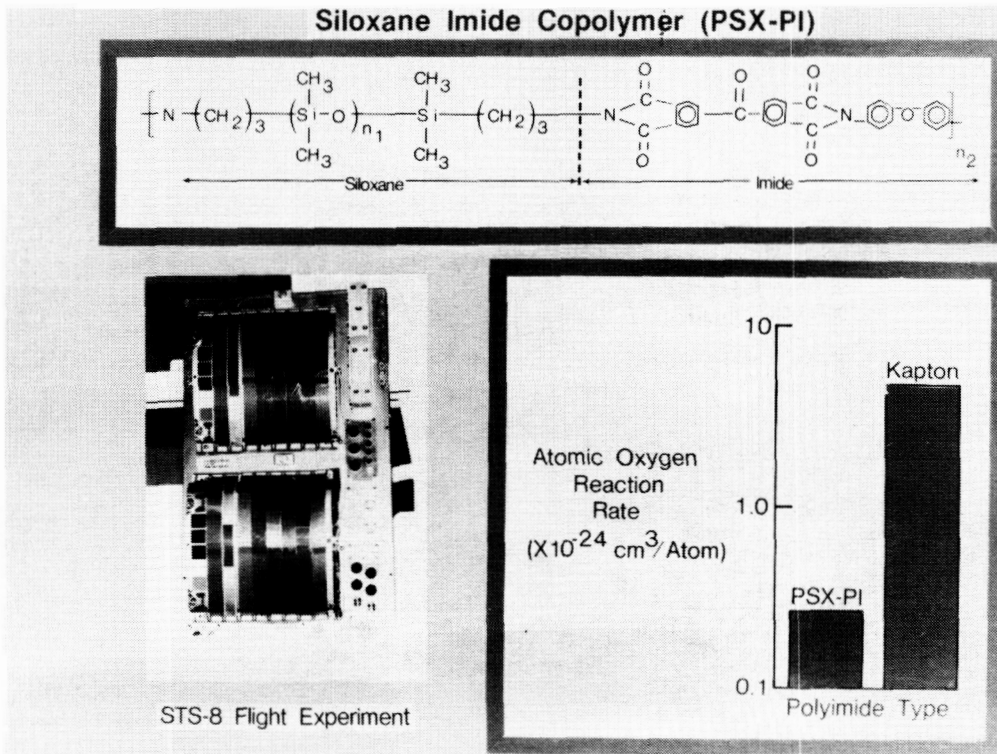 Siloxane Imide Copolymer (PSX-PI)
CH3 CH3 O O O
[ N (CH2)3 (Si O)n1 Si (CH2)3 N C C C C N O ]n2
CH3 CH3 O O
Siloxane Imide
STS-8 Flight Experiment
Atomic Oxygen
Reaction
Rate
(X10-24 cm3/Atom)
10
1.0
0.1
PSX-PI
Kapton
Polyimide Type